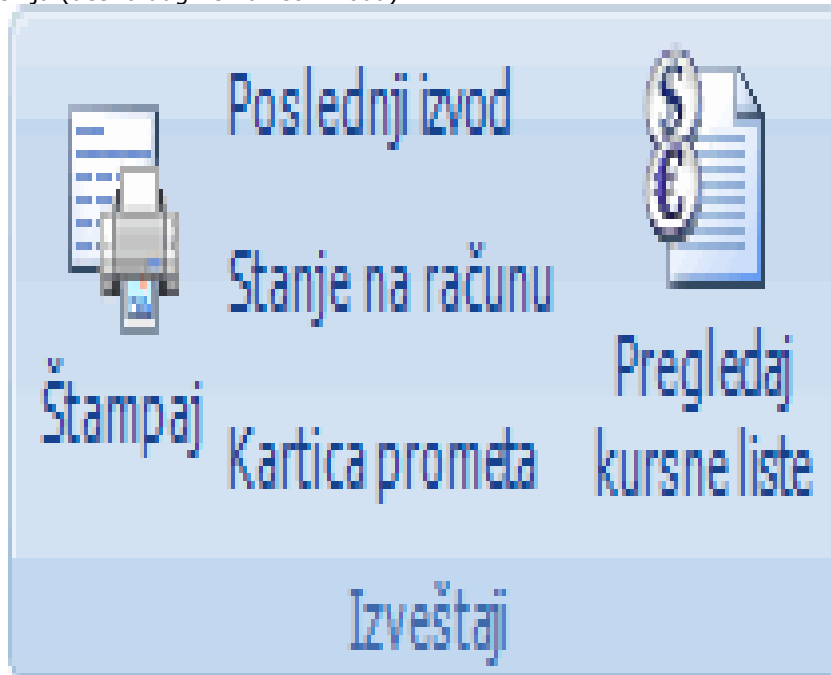 Poslednji izvod
Stanje na računu
Štampaj
Kartica prometa
Pregledaj
kursne liste
Izveštaji